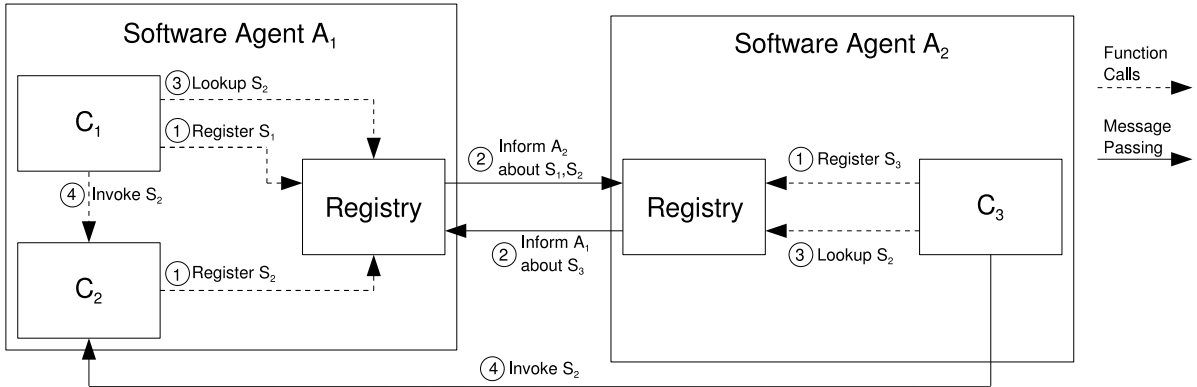 Software Agent A₁
③ Lookup S₂
C₁
① Register S₁
④ Invoke S₂
Registry
C₂
① Register S₂
② Inform A₂
about S₁,S₂
② Inform A₁
about S₃
Software Agent A₂
① Register S₃
Registry
C₃
③ Lookup S₂
④ Invoke S₂
Function
Calls
Message
Passing